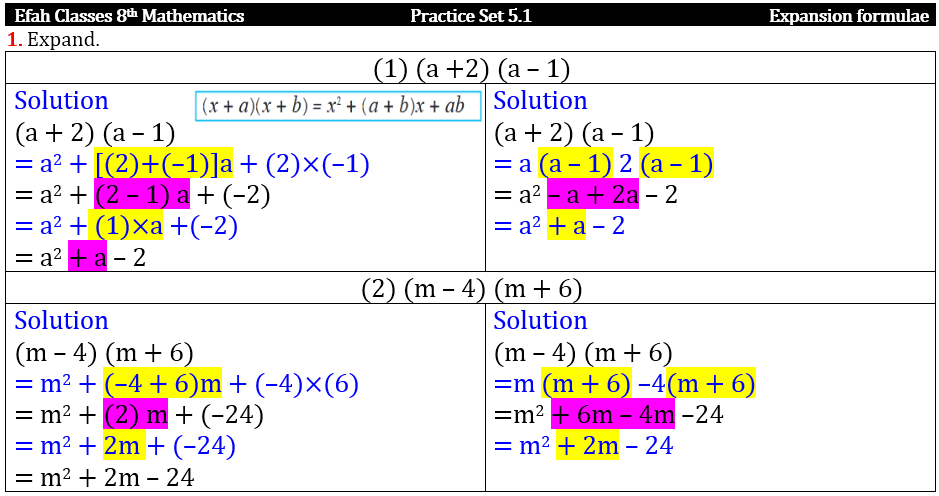 Efah Classes 8th Mathematics Practice Set 5.1 Expansion formulae
1. Expand.
(1) (a +2) (a – 1)
Solution
(x + a)(x + b) = x² + (a + b)x + ab
(a + 2) (a – 1)
= a² + [(2)+(–1)]a + (2)×(–1)
= a² + (2 – 1) a + (–2)
= a² + (1)×a +(–2)
= a² + a – 2
Solution
(a + 2) (a – 1)
= a (a – 1) 2 (a – 1)
= a² – a + 2a – 2
= a² + a – 2
(2) (m – 4) (m + 6)
Solution
(m – 4) (m + 6)
= m² + (–4 + 6)m + (–4)×(6)
= m² + (2) m + (–24)
= m² + 2m + (–24)
= m² + 2m – 24
Solution
(m – 4) (m + 6)
=m (m + 6) –4(m + 6)
=m² + 6m – 4m –24
= m² + 2m – 24